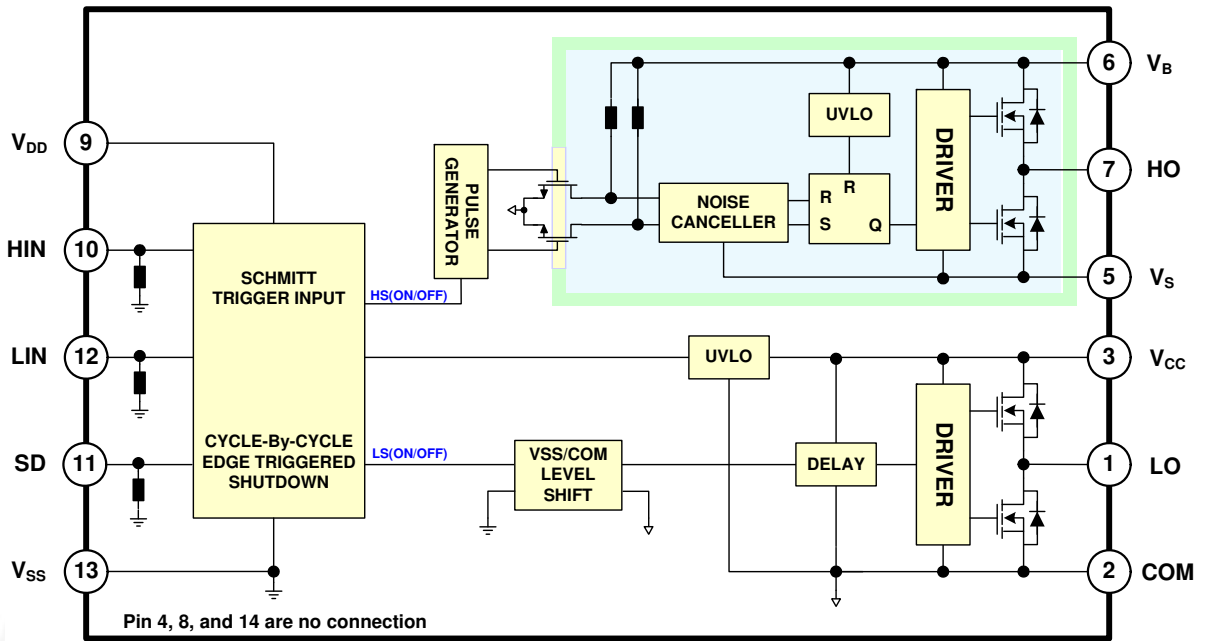 6
V_B
UVLO
V_DD
9
PULSE
GENERATOR
DRIVER
7
HO
R
R
NOISE
CANCELLER
S
Q
HIN
10
SCHMITT
TRIGGER INPUT
HS(ON/OFF)
5
V_S
LIN
12
UVLO
3
V_CC
CYCLE-By-CYCLE
EDGE TRIGGERED
SHUTDOWN
SD
11
LS(ON/OFF)
VSS/COM
LEVEL
SHIFT
DELAY
DRIVER
1
LO
V_SS
13
2
COM
Pin 4, 8, and 14 are no connection